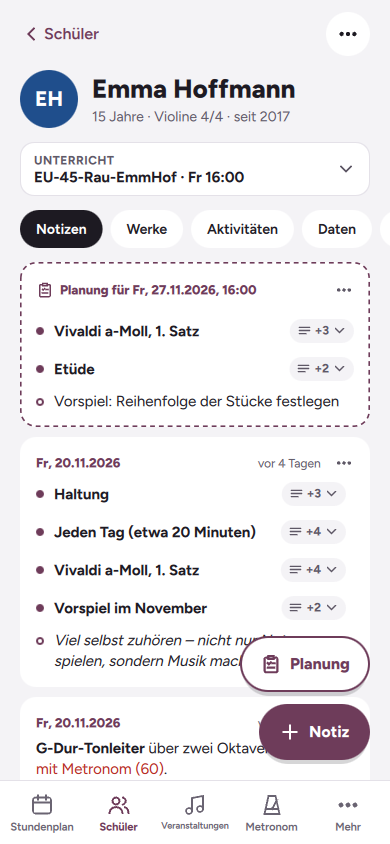 Schüler
EH
Emma Hoffmann
15 Jahre · Violine 4/4 · seit 2017
UNTERRICHT
EU-45-Rau-EmmHof · Fr 16:00
Notizen
Werke
Aktivitäten
Daten
Planung für Fr, 27.11.2026, 16:00
Vivaldi a-Moll, 1. Satz
+3
Etüde
+2
Vorspiel: Reihenfolge der Stücke festlegen
Fr, 20.11.2026
vor 4 Tagen
Haltung
+3
Jeden Tag (etwa 20 Minuten)
+4
Vivaldi a-Moll, 1. Satz
+4
Vorspiel im November
+2
Viel selbst zuhören – nicht nur
spielen, sondern Musik
Planung
Fr, 20.11.2026
G-Dur-Tonleiter über zwei
mit Metronom (60).
Notiz
Stundenplan
Schüler
Veranstaltungen
Metronom
Mehr